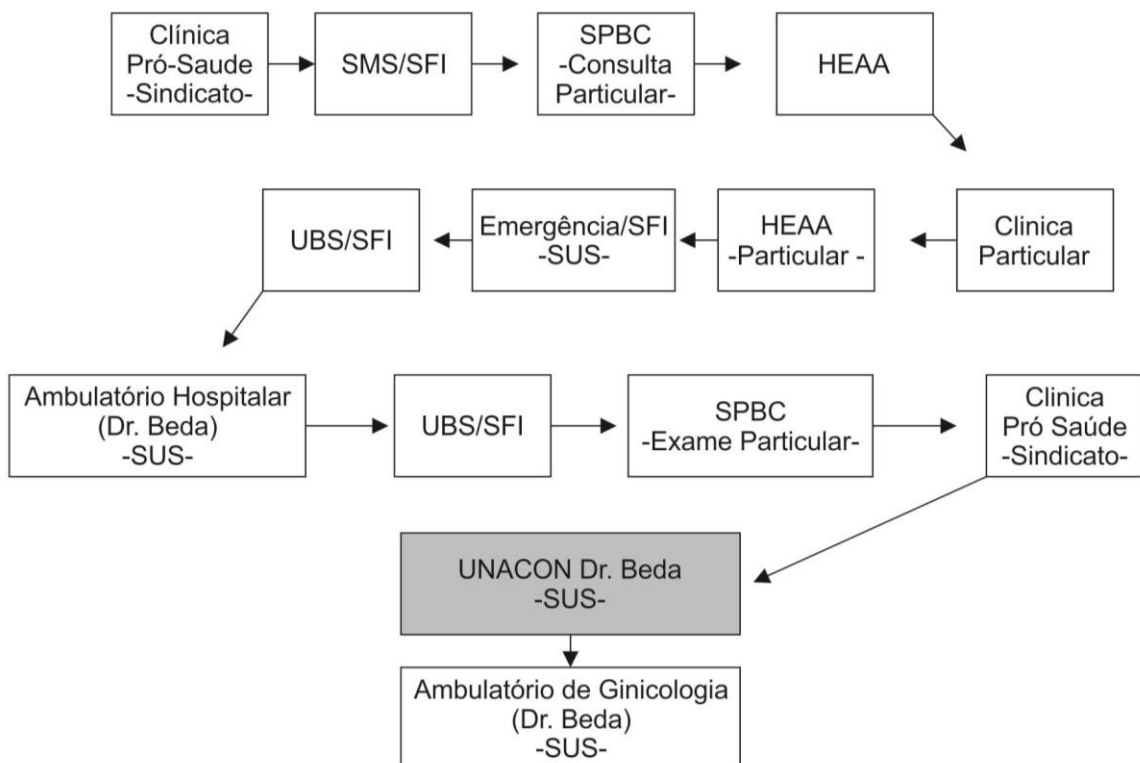 Clínica
Pró-Saude
-Sindicato-
SMS/SFI
SPBC
-Consulta
Particular-
HEAA
UBS/SFI
Emergência/SFI
-SUS-
HEAA
-Particular -
Clinica
Particular
Ambulatório Hospitalar
(Dr. Beda)
-SUS-
UBS/SFI
SPBC
-Exame Particular-
Clinica
Pró Saúde
-Sindicato-
UNACON Dr. Beda
-SUS-
Ambulatório de Ginicologia
(Dr. Beda)
-SUS-